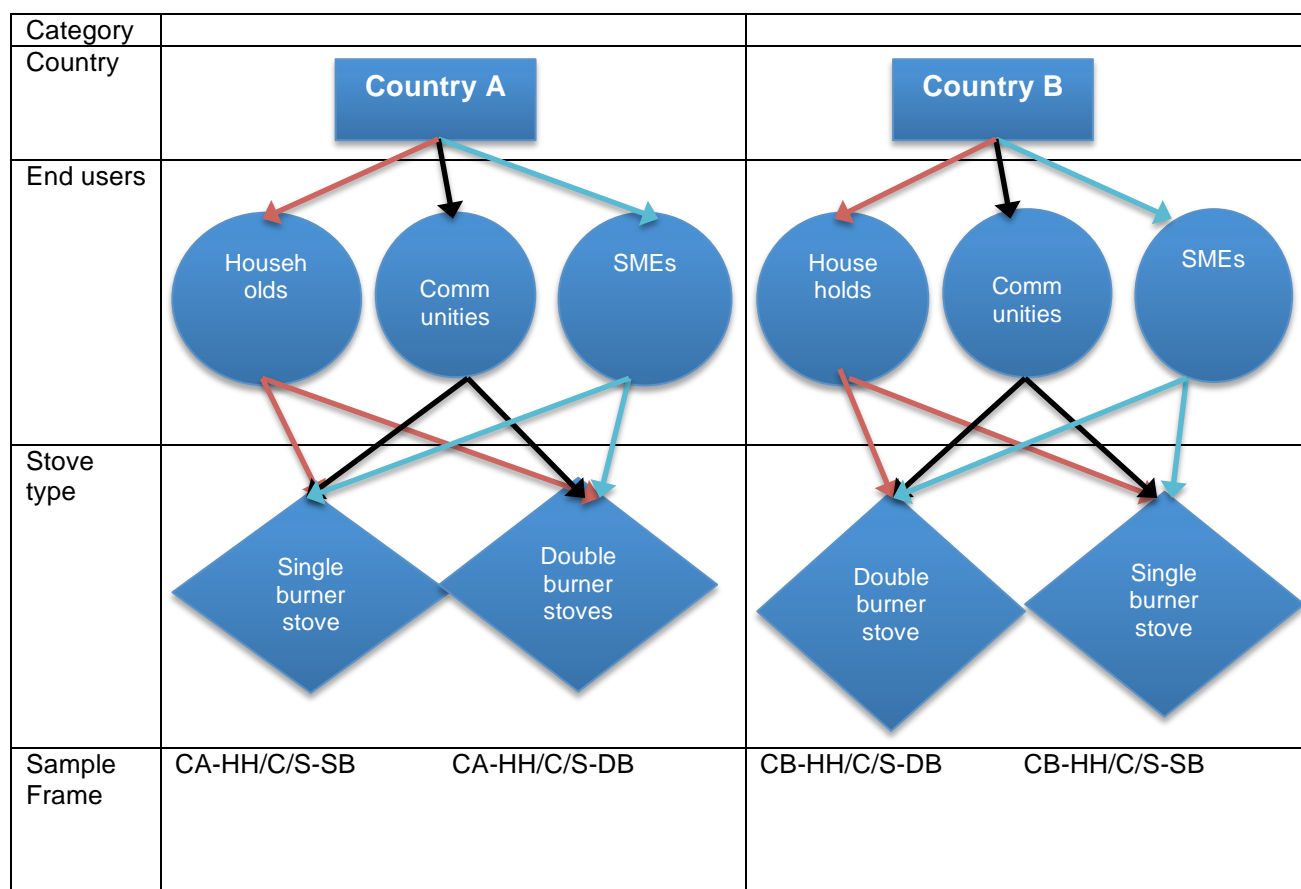 Category
Country
Country A
Country B
End users
Househ
olds
Comm
unities
SMEs
House
holds
Comm
unities
SMEs
Stove
type
Single
burner
stove
Double
burner
stoves
Double
burner
stove
Single
burner
stove
Sample
Frame
CA-HH/C/S-SB
CA-HH/C/S-DB
CB-HH/C/S-DB
CB-HH/C/S-SB